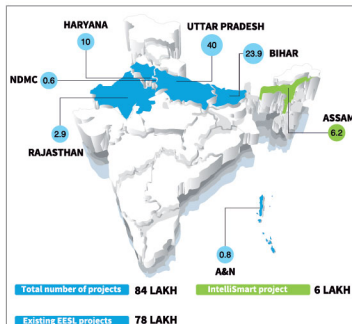 HARYANA
10
UTTAR PRADESH
40
23.9 BIHAR
NDMC 0.6
ASSAM
6.2
2.9
RAJASTHAN
0.8
A&N
Total number of projects 84 LAKH
IntelliSmart project 6 LAKH
Existing EESL projects 78 LAKH